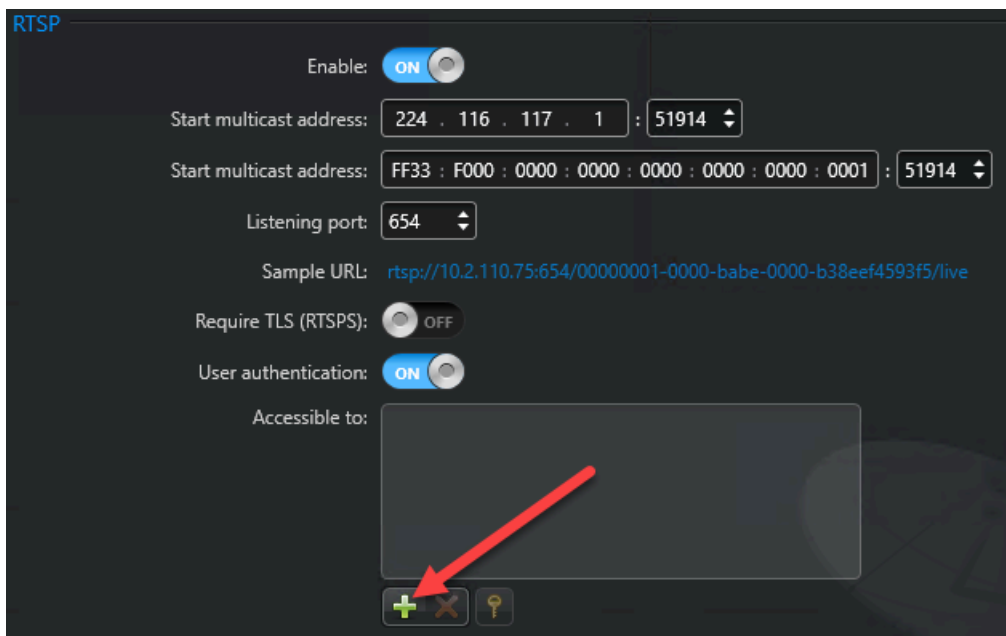 RTSP
Enable: ON
Start multicast address: 224 . 116 . 117 . 1 : 51914
Start multicast address: FF33 : F000 : 0000 : 0000 : 0000 : 0000 : 0000 : 0001 : 51914
Listening port: 654
Sample URL: rtsp://10.2.110.75:654/00000001-0000-babe-0000-b38eef4593f5/live
Require TLS (RTSPS): OFF
User authentication: ON
Accessible to: